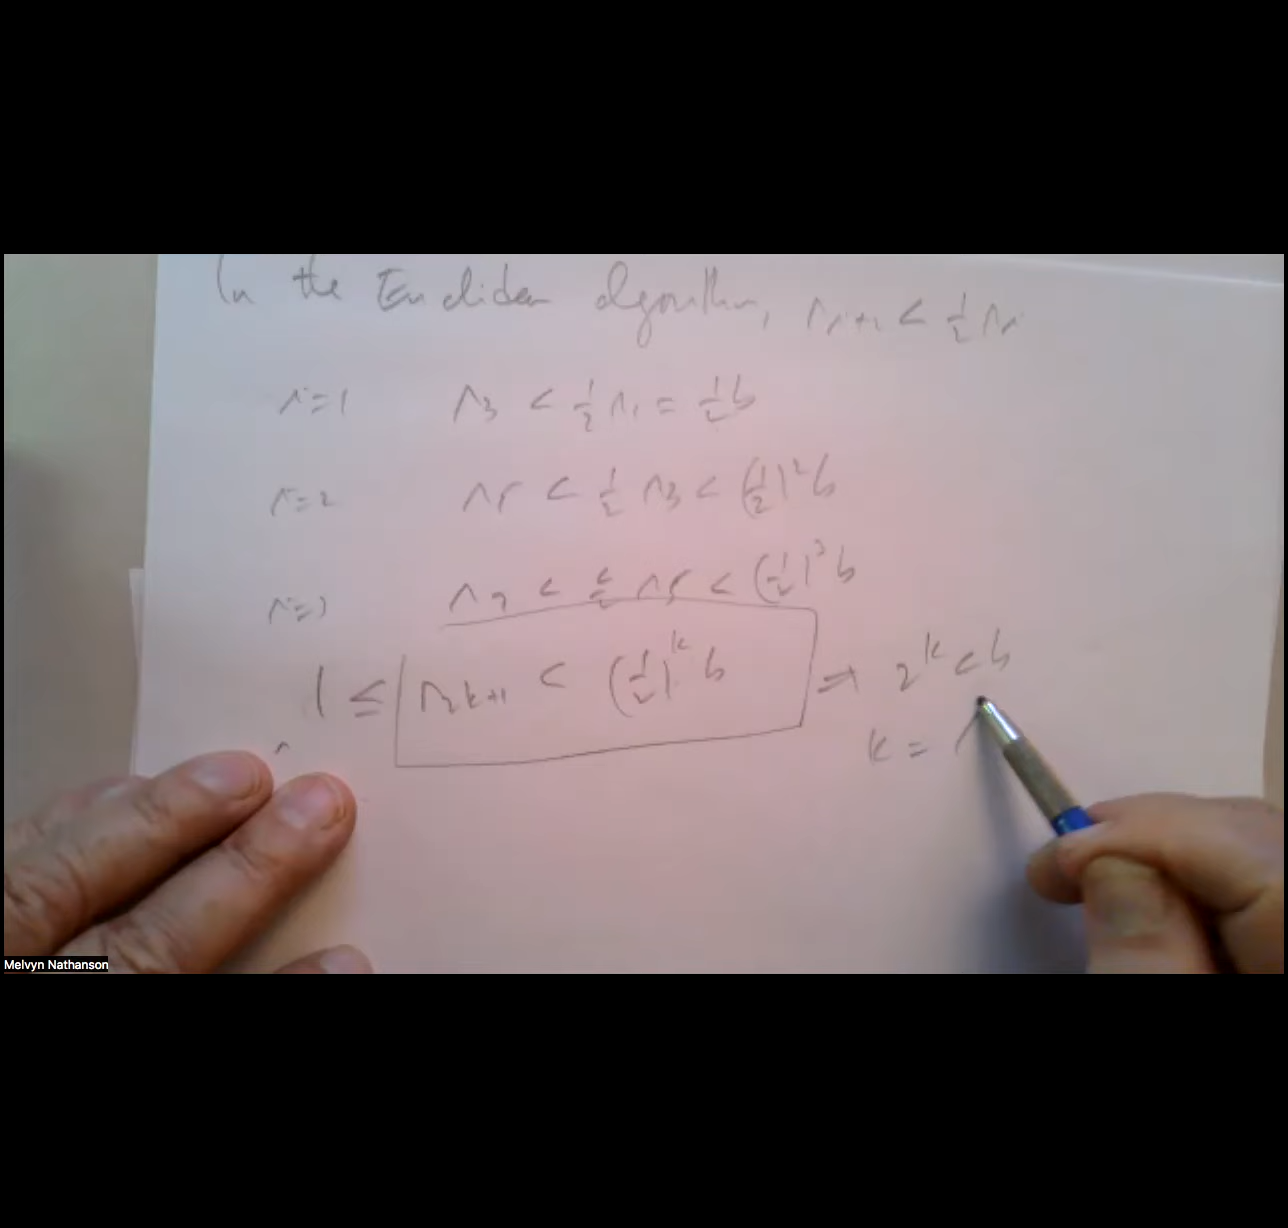 In the Euclidean algorithm, r_{i+2} < 1/2 r_i
i=1 r_3 < 1/2 r_1 = 1/2 b
i=2 r_5 < 1/2 r_3 < (1/2)^2 b
i=3 r_7 < 1/2 r_5 < (1/2)^3 b
1 ≤ r_{2k+1} < (1/2)^k b ⇒ 2^k < b
k =
Melvyn Nathanson